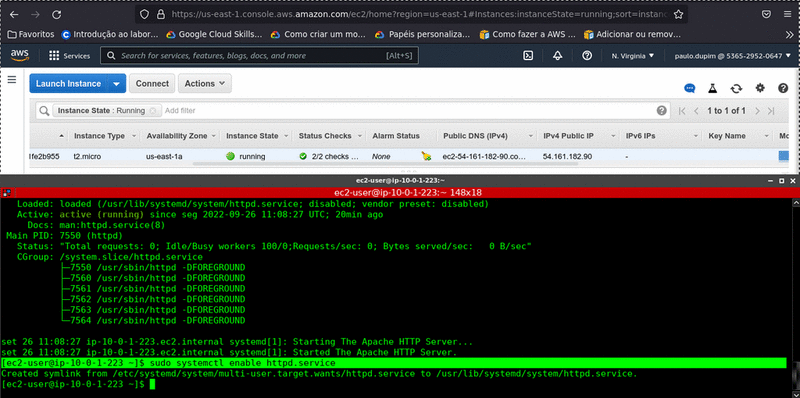 https://us-east-1.console.aws.amazon.com/ec2/home?region=us-east-1#Instances:instanceState=running;sort=instanc
Favoritos Introdução ao labor... Google Cloud Skills... Como criar um mo... Papéis personaliza... Como fazer a AWS ... Adicionar ou remov...
aws Services Search for services, features, blogs, docs, and more [Alt+S] N. Virginia paulo.dupim @ 5365-2952-0647
Launch Instance Connect Actions
Instance State : Running Add filter 1 to 1 of 1
Instance Type Availability Zone Instance State Status Checks Alarm Status Public DNS (IPv4) IPv4 Public IP IPv6 IPs Key Name Mo
1fe2b955 t2.micro us-east-1a running 2/2 checks ... None ec2-54-161-182-90.co... 54.161.182.90 -
ec2-user@ip-10-0-1-223:~
ec2-user@ip-10-0-1-223:~ 148x18
Loaded: loaded (/usr/lib/systemd/system/httpd.service; disabled; vendor preset: disabled)
Active: active (running) since seg 2022-09-26 11:08:27 UTC; 20min ago
Docs: man:httpd.service(8)
Main PID: 7550 (httpd)
Status: "Total requests: 0; Idle/Busy workers 100/0;Requests/sec: 0; Bytes served/sec:   0 B/sec"
CGroup: /system.slice/httpd.service
├─7550 /usr/sbin/httpd -DFOREGROUND
├─7560 /usr/sbin/httpd -DFOREGROUND
├─7561 /usr/sbin/httpd -DFOREGROUND
├─7562 /usr/sbin/httpd -DFOREGROUND
├─7563 /usr/sbin/httpd -DFOREGROUND
└─7564 /usr/sbin/httpd -DFOREGROUND
set 26 11:08:27 ip-10-0-1-223.ec2.internal systemd[1]: Starting The Apache HTTP Server...
set 26 11:08:27 ip-10-0-1-223.ec2.internal systemd[1]: Started The Apache HTTP Server.
[ec2-user@ip-10-0-1-223 ~]$ sudo systemctl enable httpd.service
Created symlink from /etc/systemd/system/multi-user.target.wants/httpd.service to /usr/lib/systemd/system/httpd.service.
[ec2-user@ip-10-0-1-223 ~]$